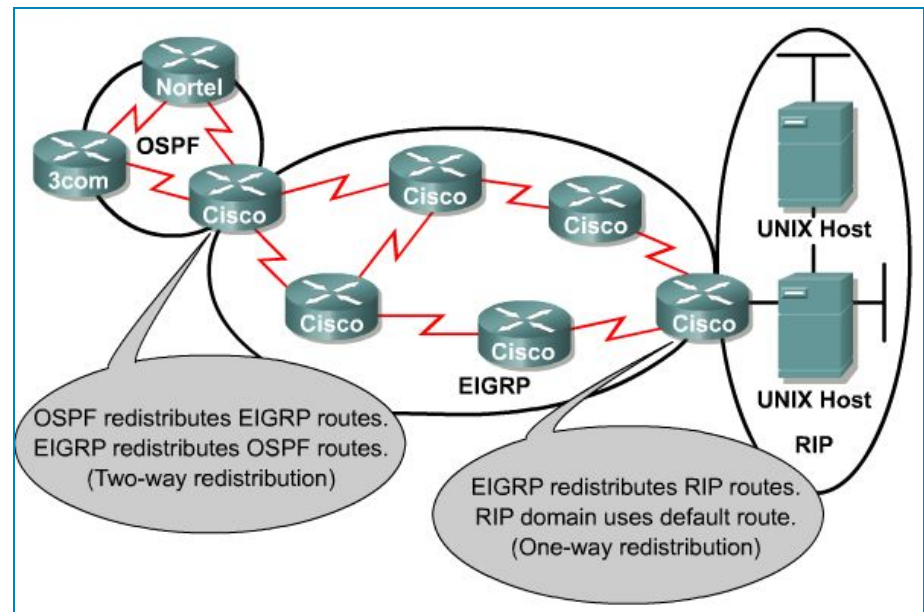 Nortel
OSPF
3com
Cisco
Cisco
Cisco
UNIX Host
Cisco
Cisco
Cisco
EIGRP
UNIX Host
RIP
OSPF redistributes EIGRP routes.
EIGRP redistributes OSPF routes.
(Two-way redistribution)
EIGRP redistributes RIP routes.
RIP domain uses default route.
(One-way redistribution)